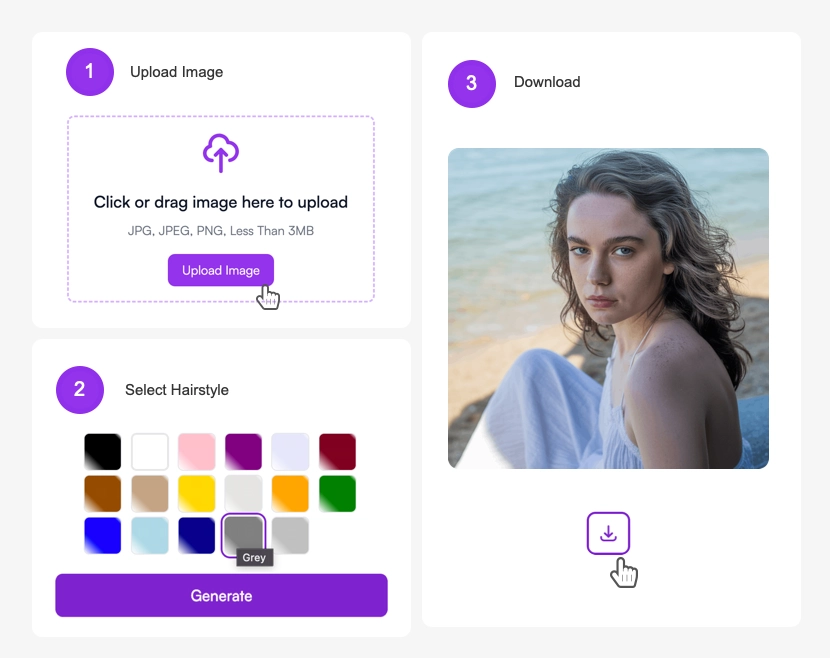 1
Upload Image
Click or drag image here to upload
JPG, JPEG, PNG, Less Than 3MB
Upload Image
2
Select Hairstyle
Grey
Generate
3
Download